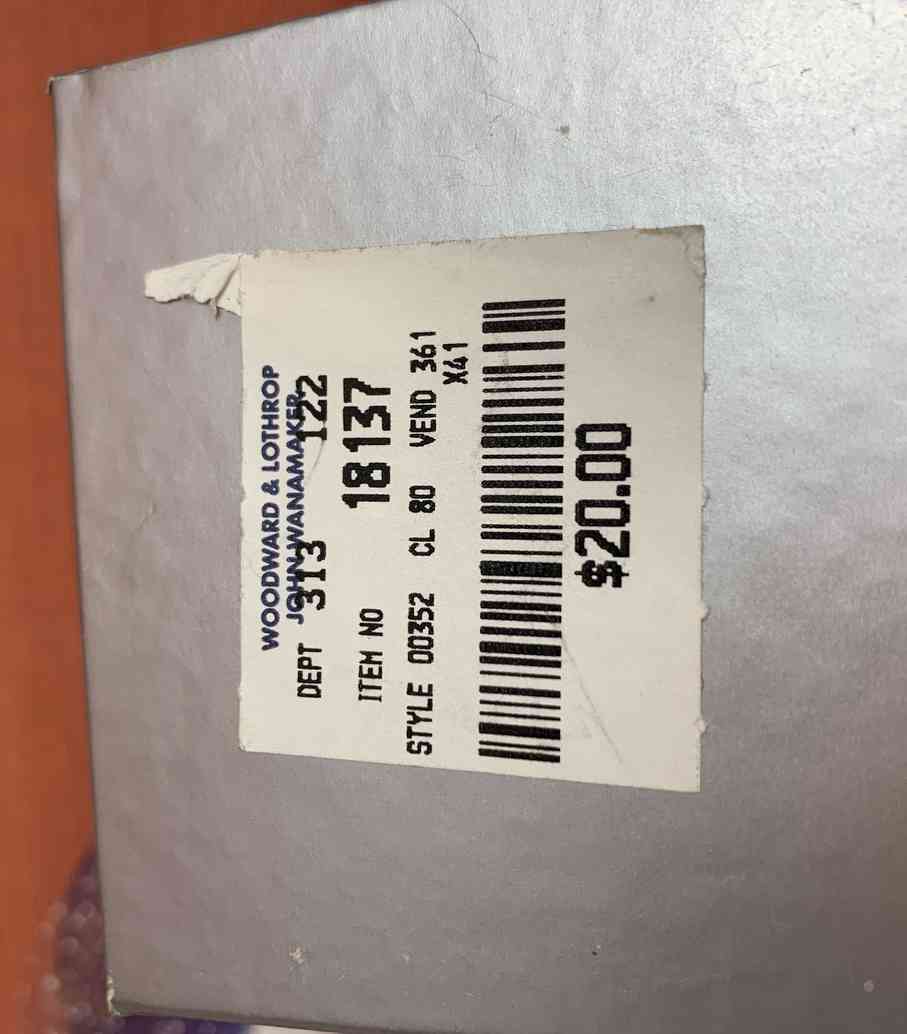 WOODWARD & LOTHROP
JOHN WANAMAKER
DEPT 313 122
ITEM NO 18137
STYLE 00352 CL 80 VEND 361
X41
$20.00